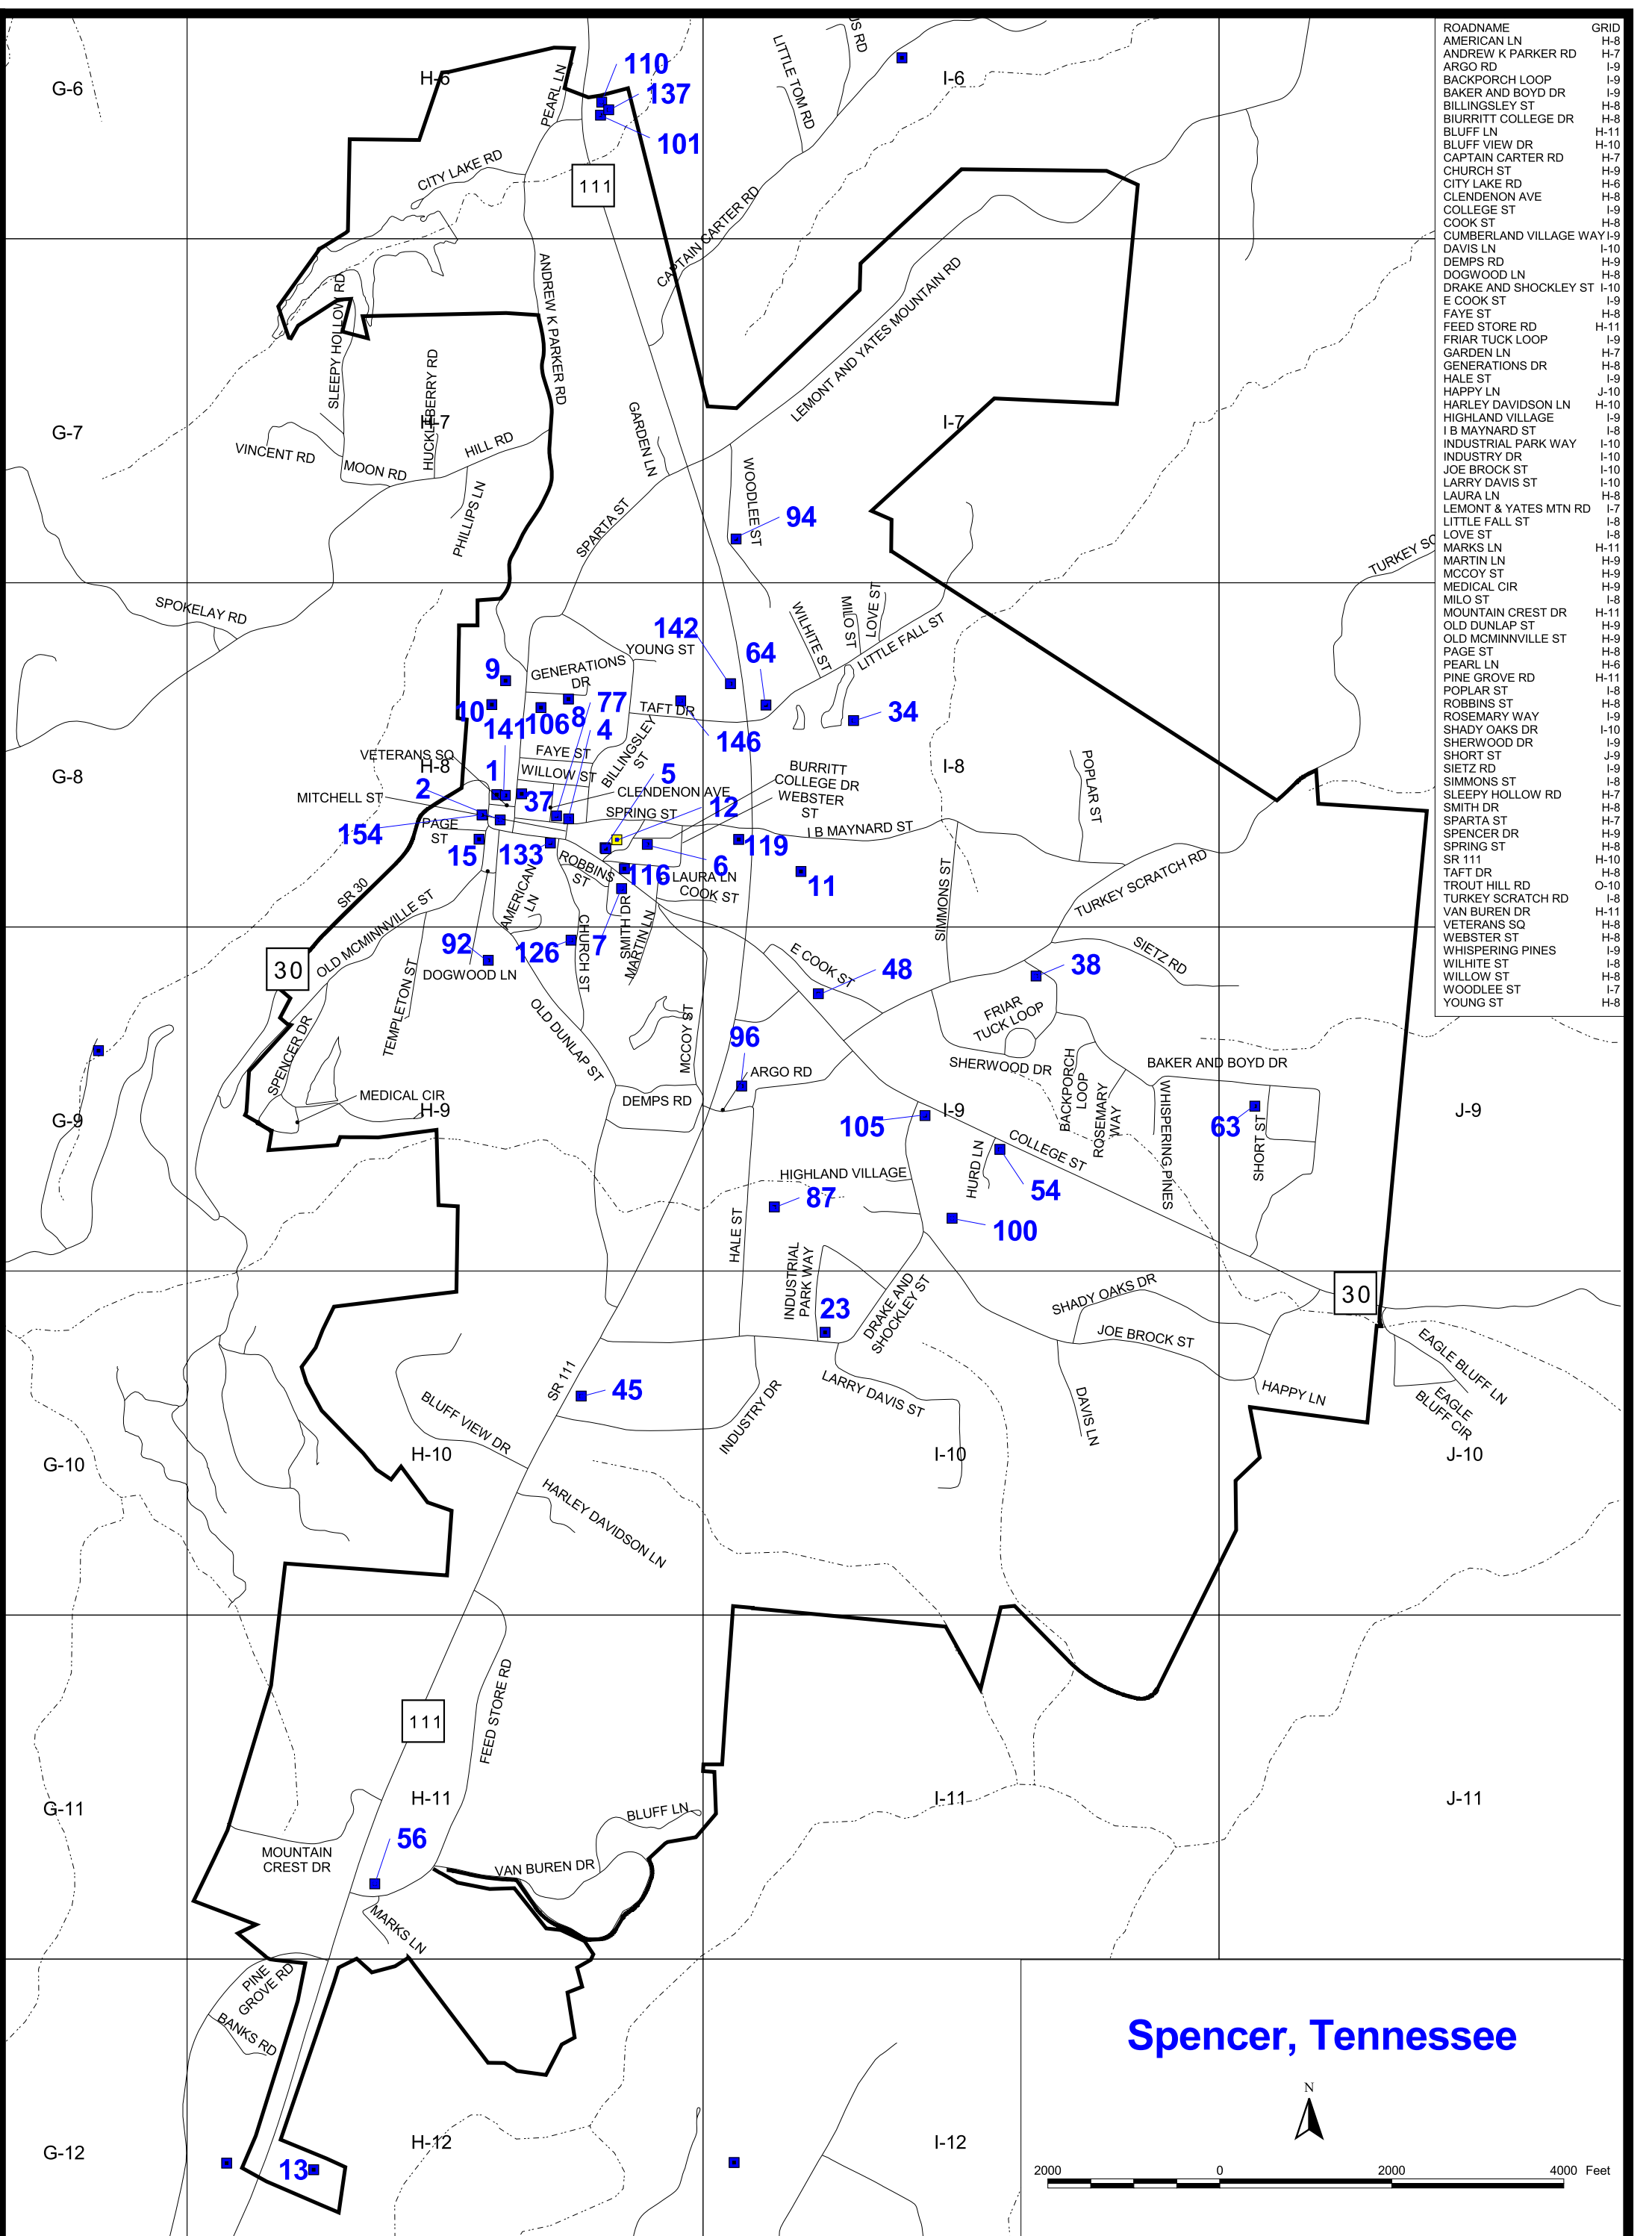 ROADNAME GRID
AMERICAN LN H-8
ANDREW K PARKER RD H-7
ARGO RD I-9
BACKPORCH LOOP I-9
BAKER AND BOYD DR I-9
BILLINGSLEY ST H-8
BIURRITT COLLEGE DR H-8
BLUFF LN H-11
BLUFF VIEW DR H-10
CAPTAIN CARTER RD H-7
CHURCH ST H-9
CITY LAKE RD H-6
CLENDENON AVE H-8
COLLEGE ST I-9
COOK ST H-8
CUMBERLAND VILLAGE WAY I-9
DAVIS LN I-10
DEMPS RD H-9
DOGWOOD LN H-8
DRAKE AND SHOCKLEY ST I-10
E COOK ST I-9
FAYE ST H-8
FEED STORE RD H-11
FRIAR TUCK LOOP I-9
GARDEN LN H-7
GENERATIONS DR H-8
HALE ST I-9
HAPPY LN J-10
HARLEY DAVIDSON LN H-10
HIGHLAND VILLAGE I-9
I B MAYNARD ST I-8
INDUSTRIAL PARK WAY I-10
INDUSTRY DR I-10
JOE BROCK ST I-10
LARRY DAVIS ST I-10
LAURA LN H-8
LEMONT & YATES MTN RD I-7
LITTLE FALL ST I-8
LOVE ST I-8
MARKS LN H-11
MARTIN LN H-9
MCCOY ST H-9
MEDICAL CIR H-9
MILO ST I-8
MOUNTAIN CREST DR H-11
OLD DUNLAP ST H-9
OLD MCMINNVILLE ST H-9
PAGE ST H-8
PEARL LN H-6
PINE GROVE RD H-11
POPLAR ST I-8
ROBBINS ST H-8
ROSEMARY WAY I-9
SHADY OAKS DR I-10
SHERWOOD DR I-9
SHORT ST J-9
SIETZ RD I-9
SIMMONS ST I-8
SLEEPY HOLLOW RD H-7
SMITH DR H-8
SPARTA ST H-7
SPENCER DR H-9
SPRING ST H-8
SR 111 H-10
TAFT DR H-8
TROUT HILL RD O-10
TURKEY SCRATCH RD I-8
VAN BUREN DR H-11
VETERANS SQ H-8
WEBSTER ST H-8
WHISPERING PINES I-9
WILHITE ST I-8
WILLOW ST H-8
WOODLEE ST I-7
YOUNG ST H-8
G-6
H-6
I-6
PEARL LN
110
137
101
111
LITTLE TOM RD
US RD
CITY LAKE RD
CAPTAIN CARTER RD
ANDREW K PARKER RD
LEMONT AND YATES MOUNTAIN RD
SLEEPY HOLLOW RD
HUCKLEBERRY RD
G-7
H-7
I-7
VINCENT RD
MOON RD
HILL RD
PHILLIPS LN
GARDEN LN
SPARTA ST
WOODLEE ST
94
TURKEY SC
SPOKELAY RD
142
YOUNG ST
64
WILHITE ST
MILO ST
LOVE ST
LITTLE FALL ST
9
GENERATIONS
DR
10
141
106
8
77
4
TAFT DR
146
34
VETERANS SQ
FAYE ST
WILLOW ST
BILLINGSLEY
ST
G-8
H-8
I-8
1
2
37
5
12
CLENDENON AVE
SPRING ST
BURRITT
COLLEGE DR
WEBSTER
ST
POPLAR ST
MITCHELL ST
154
PAGE
ST
15
133
ROBBINS
ST
116
6
119
I B MAYNARD ST
11
LAURA LN
COOK ST
SIMMONS ST
TURKEY SCRATCH RD
SR 30
30
OLD MCMINNVILLE ST
AMERICAN
LN
92
126
7
CHURCH ST
SMITH DR
MARTIN LN
DOGWOOD LN
TEMPLETON ST
E COOK ST
48
38
SIETZ RD
SPENCER DR
OLD DUNLAP ST
MCCOY ST
96
FRIAR
TUCK LOOP
ARGO RD
SHERWOOD DR
BACKPORCH
LOOP
ROSEMARY
WAY
BAKER AND BOYD DR
MEDICAL CIR
DEMPS RD
G-9
H-9
I-9
J-9
105
WHISPERING PINES
63
SHORT ST
COLLEGE ST
HURD LN
54
HIGHLAND VILLAGE
87
HALE ST
100
INDUSTRIAL
PARK WAY
23
DRAKE AND
SHOCKLEY ST
SHADY OAKS DR
30
JOE BROCK ST
EAGLE BLUFF LN
EAGLE
BLUFF CIR
SR 111
45
LARRY DAVIS ST
INDUSTRY DR
DAVIS LN
HAPPY LN
BLUFF VIEW DR
G-10
H-10
I-10
J-10
HARLEY DAVIDSON LN
FEED STORE RD
111
G-11
H-11
I-11
J-11
MOUNTAIN
CREST DR
56
BLUFF LN
VAN BUREN DR
MARKS LN
PINE
GROVE RD
BANKS RD
G-12
H-12
I-12
13
Spencer, Tennessee
N
2000 0 2000 4000 Feet